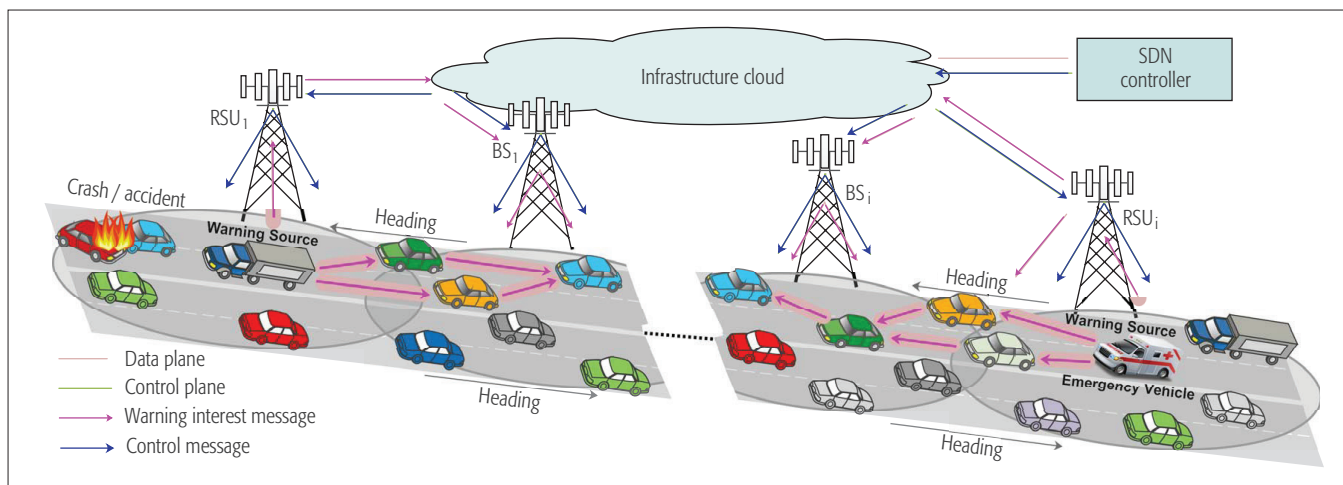 Infrastructure cloud
SDN
controller
RSU1
BS1
BSi
RSUi
Crash / accident
Warning Source
Heading
Heading
Warning Source
Emergency Vehicle
Heading
Heading
Data plane
Control plane
Warning interest message
Control message